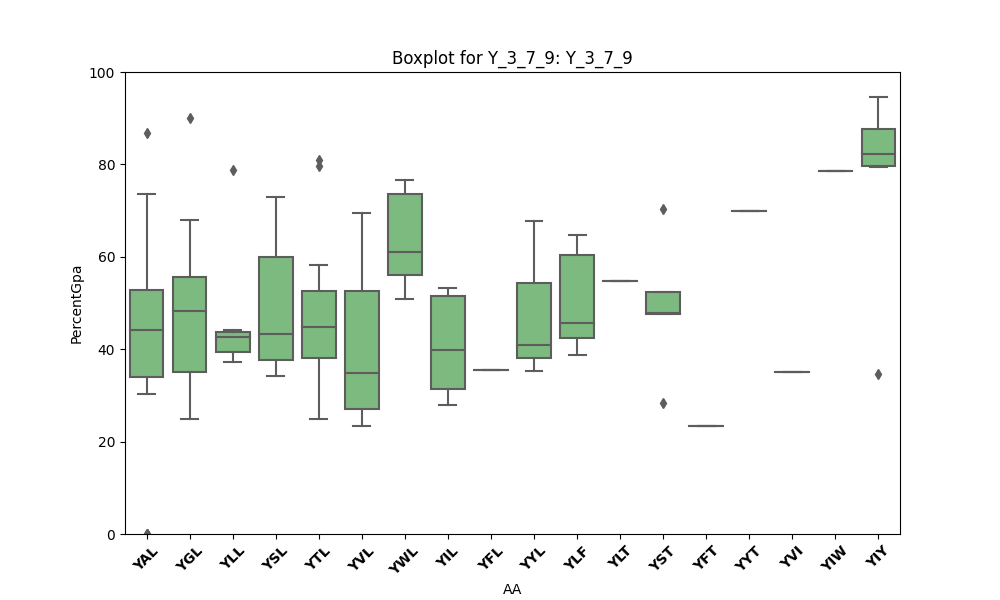 Boxplot for Y_3_7_9: Y_3_7_9
100
80
60
40
20
0
PercentGpa
YAL YGL YLL YSL YTL YVL YWL YIL YFL YYL YLF YLT YST YFT YYT YVI YIW YIY
AA